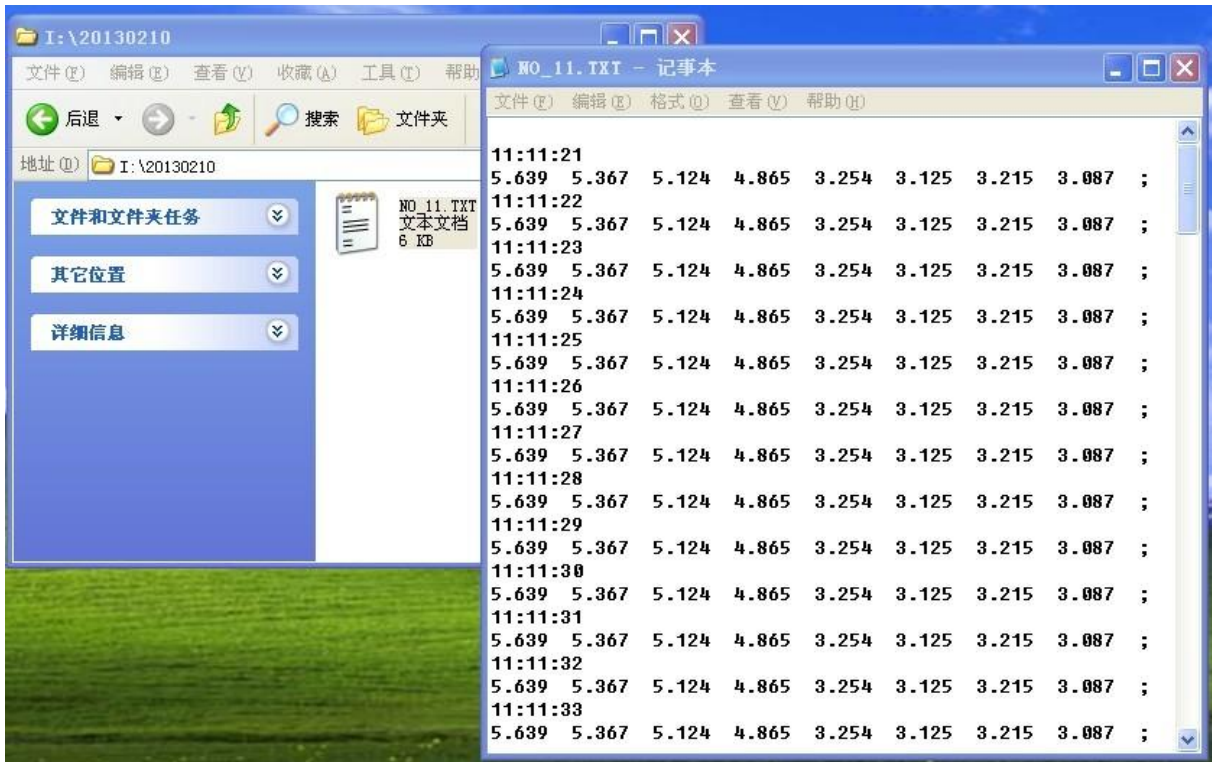 I:\20130210
文件(F) 编辑(E) 查看(V) 收藏(A) 工具(T) 帮助
后退 搜索 文件夹
地址(D) I:\20130210
文件和文件夹任务
其它位置
详细信息
NO_11.TXT
文本文档
6 KB
NO_11.TXT - 记事本
文件(F) 编辑(E) 格式(O) 查看(V) 帮助(H)
11:11:21
5.639 5.367 5.124 4.865 3.254 3.125 3.215 3.087 ;
11:11:22
5.639 5.367 5.124 4.865 3.254 3.125 3.215 3.087 ;
11:11:23
5.639 5.367 5.124 4.865 3.254 3.125 3.215 3.087 ;
11:11:24
5.639 5.367 5.124 4.865 3.254 3.125 3.215 3.087 ;
11:11:25
5.639 5.367 5.124 4.865 3.254 3.125 3.215 3.087 ;
11:11:26
5.639 5.367 5.124 4.865 3.254 3.125 3.215 3.087 ;
11:11:27
5.639 5.367 5.124 4.865 3.254 3.125 3.215 3.087 ;
11:11:28
5.639 5.367 5.124 4.865 3.254 3.125 3.215 3.087 ;
11:11:29
5.639 5.367 5.124 4.865 3.254 3.125 3.215 3.087 ;
11:11:30
5.639 5.367 5.124 4.865 3.254 3.125 3.215 3.087 ;
11:11:31
5.639 5.367 5.124 4.865 3.254 3.125 3.215 3.087 ;
11:11:32
5.639 5.367 5.124 4.865 3.254 3.125 3.215 3.087 ;
11:11:33
5.639 5.367 5.124 4.865 3.254 3.125 3.215 3.087 ;